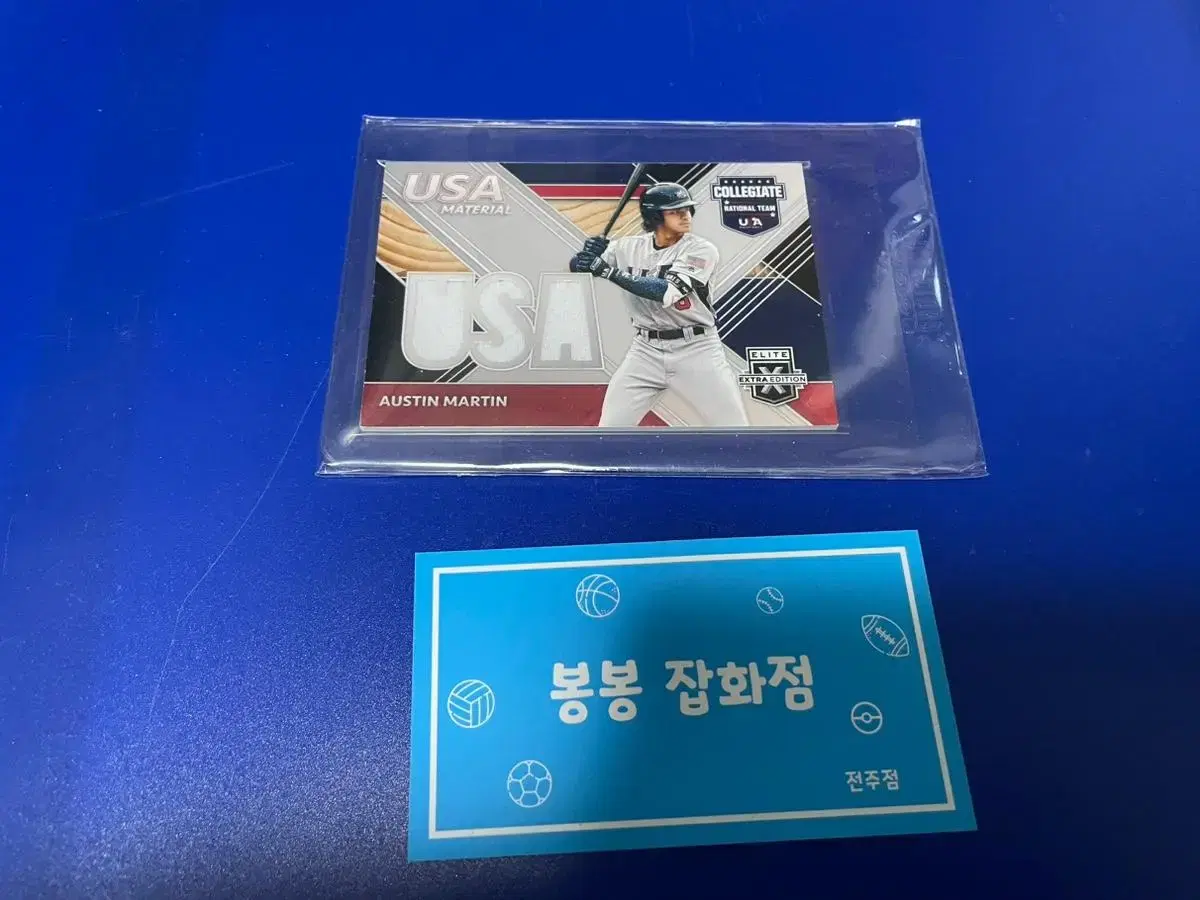 USA
MATERIAL
COLLEGIATE
NATIONAL TEAM
USA
USA
ELITE
X
EXTRA EDITION
AUSTIN MARTIN
봉봉 잡화점
전주점